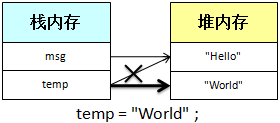 栈内存 堆内存
msg "Hello"
temp "World"
temp = "World" ;